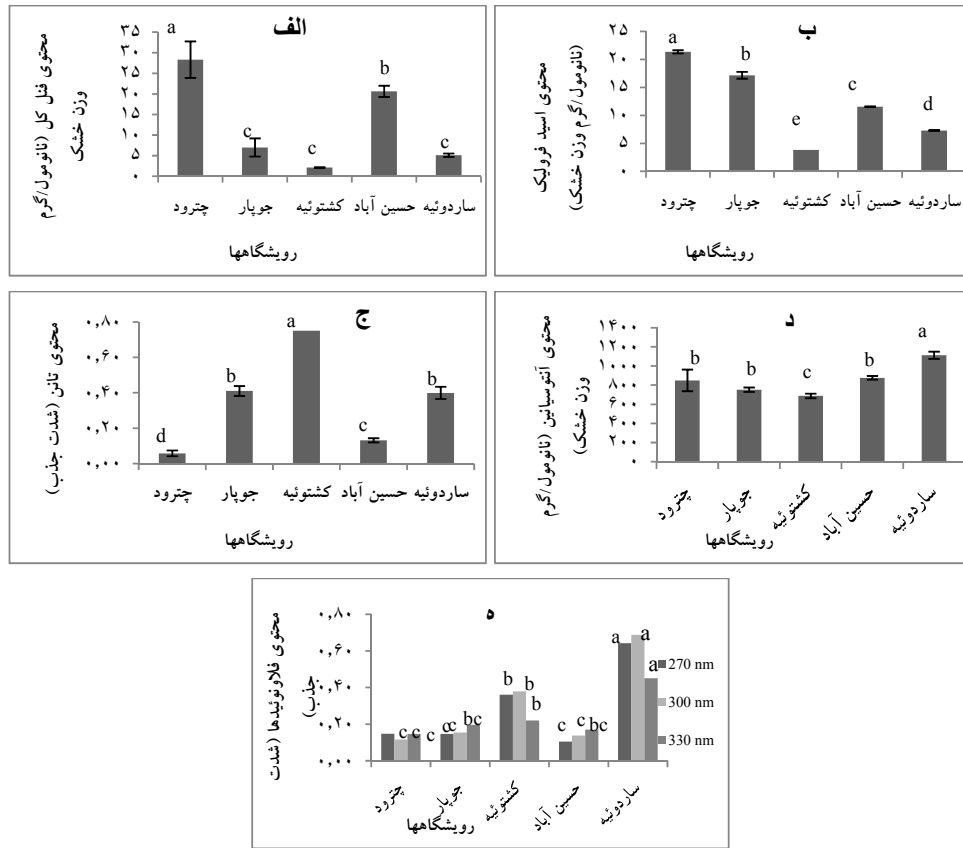 الف
محتوی فنل کل (نانومول/گرم
وزن خشک
۳۵
۳۰
۲۵
۲۰
۱۵
۱۰
۵
۰
a
c
c
b
c
چترود جوپار کشتوئیه حسین آباد ساردوئیه
رویشگاهها
ب
محتوی اسید فرولیک
(نانومول/گرم وزن خشک)
۲۵
۲۰
۱۵
۱۰
۵
۰
a
b
e
c
d
چترود جوپار کشتوئیه حسین آباد ساردوئیه
رویشگاهها
ج
محتوی تانن (شدت جذب)
۰,۸۰
۰,۶۰
۰,۴۰
۰,۲۰
۰,۰۰
d
b
a
c
b
چترود جوپار کشتوئیه حسین آباد ساردوئیه
رویشگاهها
د
محتوی آنتوسیانین (نانومول/گرم
وزن خشک)
۱۴۰۰
۱۲۰۰
۱۰۰۰
۸۰۰
۶۰۰
۴۰۰
۲۰۰
۰
b
b
c
b
a
چترود جوپار کشتوئیه حسین آباد ساردوئیه
رویشگاهها
ه
محتوی فلاونوئیدها (شدت
جذب)
۰,۸۰
۰,۶۰
۰,۴۰
۰,۲۰
۰,۰۰
c c c
c c bc
b b b
c c bc
a a a
270 nm
300 nm
330 nm
چترود جوپار کشتوئیه حسین آباد ساردوئیه
رویشگاهها